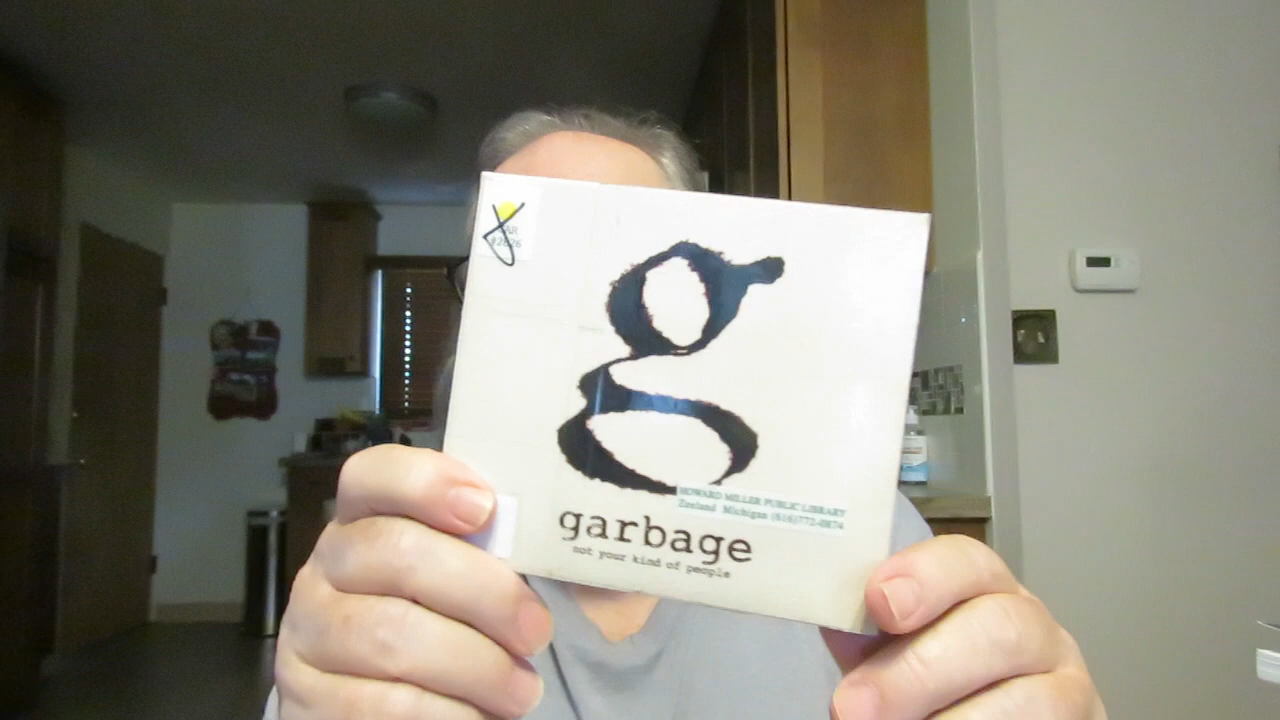 g
HOWARD MILLER PUBLIC LIBRARY
Zeeland Michigan (616)772-0874
garbage
not your kind of people